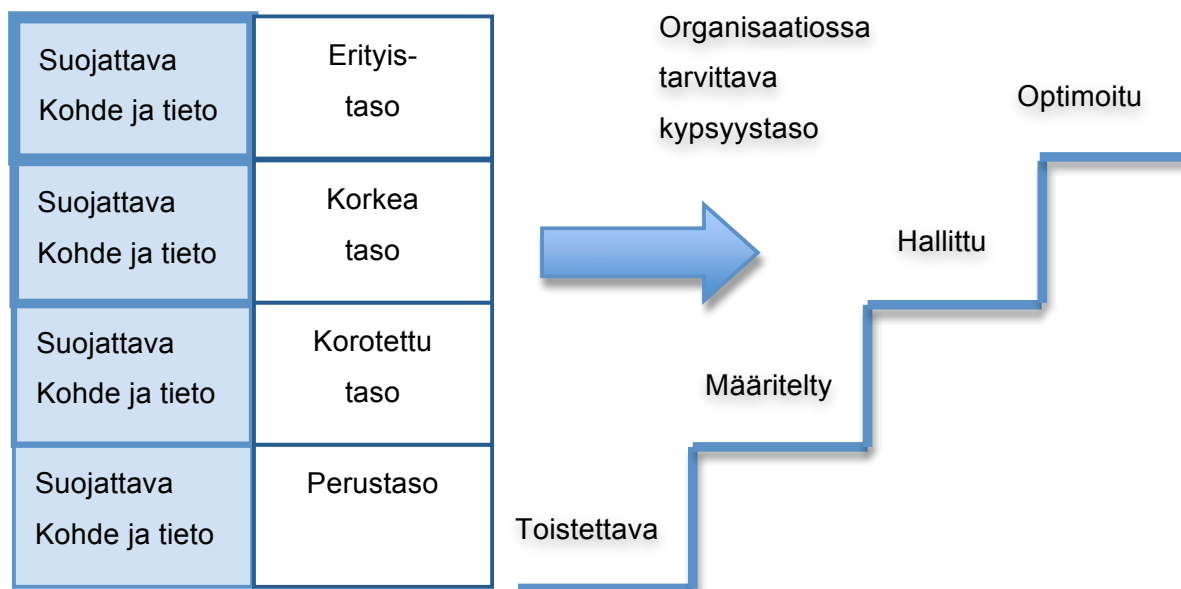 Suojattava
Kohde ja tieto
Erityis-
taso
Suojattava
Kohde ja tieto
Korkea
taso
Suojattava
Kohde ja tieto
Korotettu
taso
Suojattava
Kohde ja tieto
Perustaso
Organisaatiossa
tarvittava
kypsyystaso
Optimoitu
Hallittu
Määritelty
Toistettava